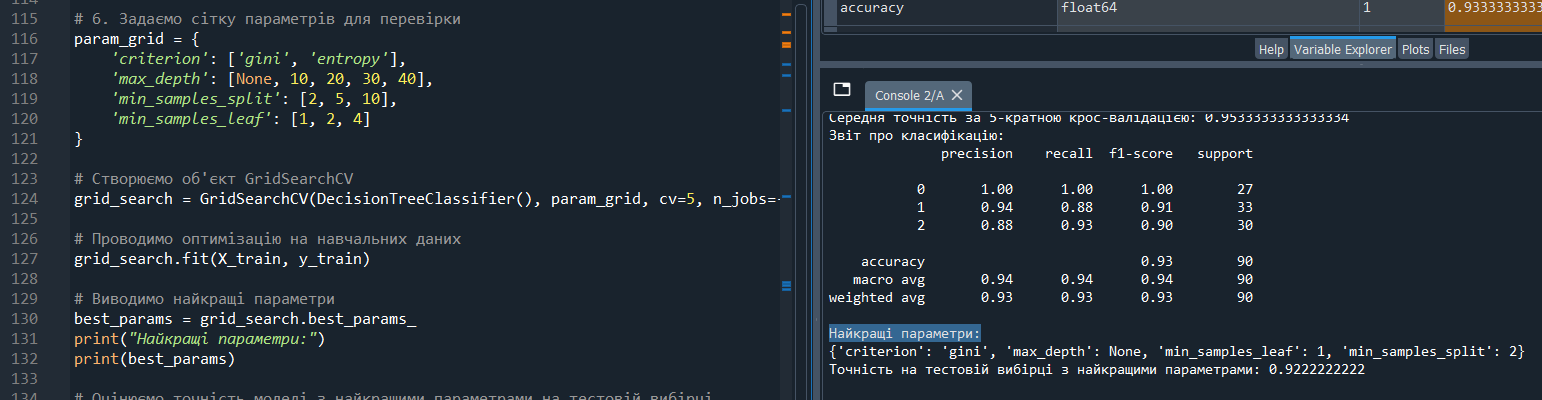 114
115 # 6. Задаємо сітку параметрів для перевірки
116 param_grid = {
117 'criterion': ['gini', 'entropy'],
118 'max_depth': [None, 10, 20, 30, 40],
119 'min_samples_split': [2, 5, 10],
120 'min_samples_leaf': [1, 2, 4]
121 }
122
123 # Створюємо об'єкт GridSearchCV
124 grid_search = GridSearchCV(DecisionTreeClassifier(), param_grid, cv=5, n_jobs=-
125
126 # Проводимо оптимізацію на навчальних даних
127 grid_search.fit(X_train, y_train)
128
129 # Виводимо найкращі параметри
130 best_params = grid_search.best_params_
131 print("Найкращі параметри:")
132 print(best_params)
133
134 # Оцінюємо точність моделі з найкращими параметрами на тестовій вибірці
accuracy float64 1 0.9333333333
Help Variable Explorer Plots Files
Console 2/A
Середня точність за 5-кратною крос-валідацією: 0.9533333333333334
Звіт про класифікацію:
precision recall f1-score support
0 1.00 1.00 1.00 27
1 0.94 0.88 0.91 33
2 0.88 0.93 0.90 30
accuracy 0.93 90
macro avg 0.94 0.94 0.94 90
weighted avg 0.93 0.93 0.93 90
Найкращі параметри:
{'criterion': 'gini', 'max_depth': None, 'min_samples_leaf': 1, 'min_samples_split': 2}
Точність на тестовій вибірці з найкращими параметрами: 0.9222222222